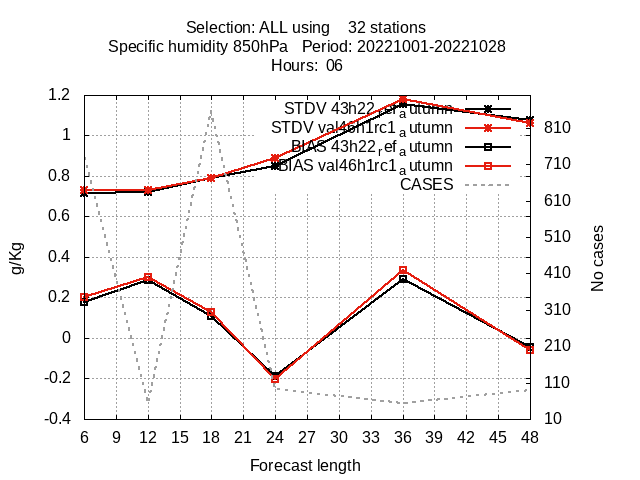 Selection: ALL using 32 stations
Specific humidity 850hPa Period: 20221001-20221028
Hours: 06
STDV 43h22_ref_autumn
STDV val46h1rc1_autumn
BIAS 43h22_ref_autumn
BIAS val46h1rc1_autumn
CASES
1.2
1
0.8
0.6
0.4
0.2
0
-0.2
-0.4
g/Kg
810
710
610
510
410
310
210
110
10
No cases
6 9 12 15 18 21 24 27 30 33 36 39 42 45 48
Forecast length